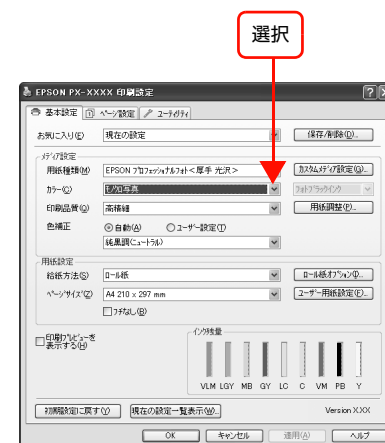 選択
EPSON PX-XXXX 印刷設定
基本設定 ページ設定 ユーティリティ
お気に入り(F) 現在の設定 保存/削除(D)...
メディア設定
用紙種類(M) EPSON プロフェッショナルフォト<厚手 光沢> カスタムメディア設定(G)...
カラー(C) モノクロ写真 フォトブラックインク
印刷品質(Q) 高精細 用紙調整(P)...
色補正 自動(A) ユーザー設定(T)
純黒調(ニュートラル)
用紙設定
給紙方法(S) ロール紙 ロール紙オプション(L)...
ページサイズ(Z) A4 210 x 297 mm ユーザー用紙設定(E)...
フチなし(B)
印刷プレビューを
表示する(H)
インク残量
VLM LGY MB GY LC C VM PB Y
初期設定に戻す(Y) 現在の設定一覧表示(W)... Version X.XX
OK キャンセル 適用(A) ヘルプ